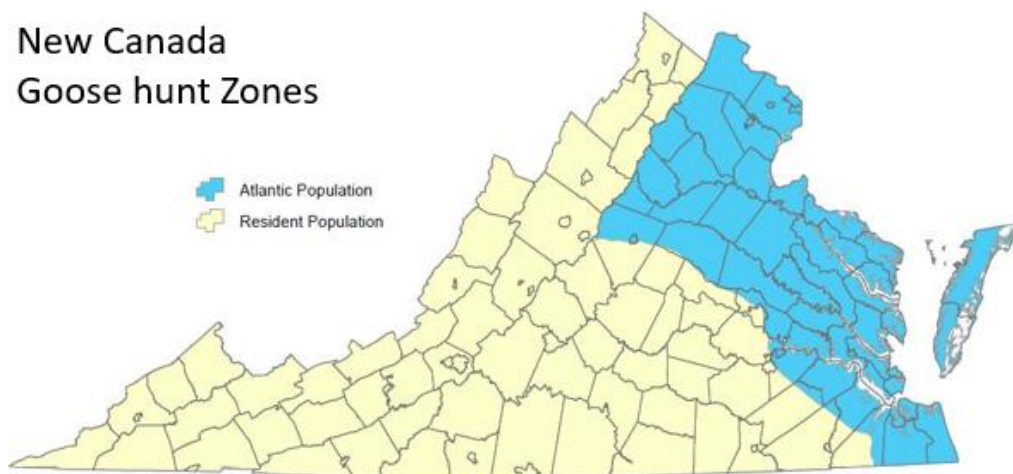 New Canada
Goose hunt Zones
Atlantic Population
Resident Population